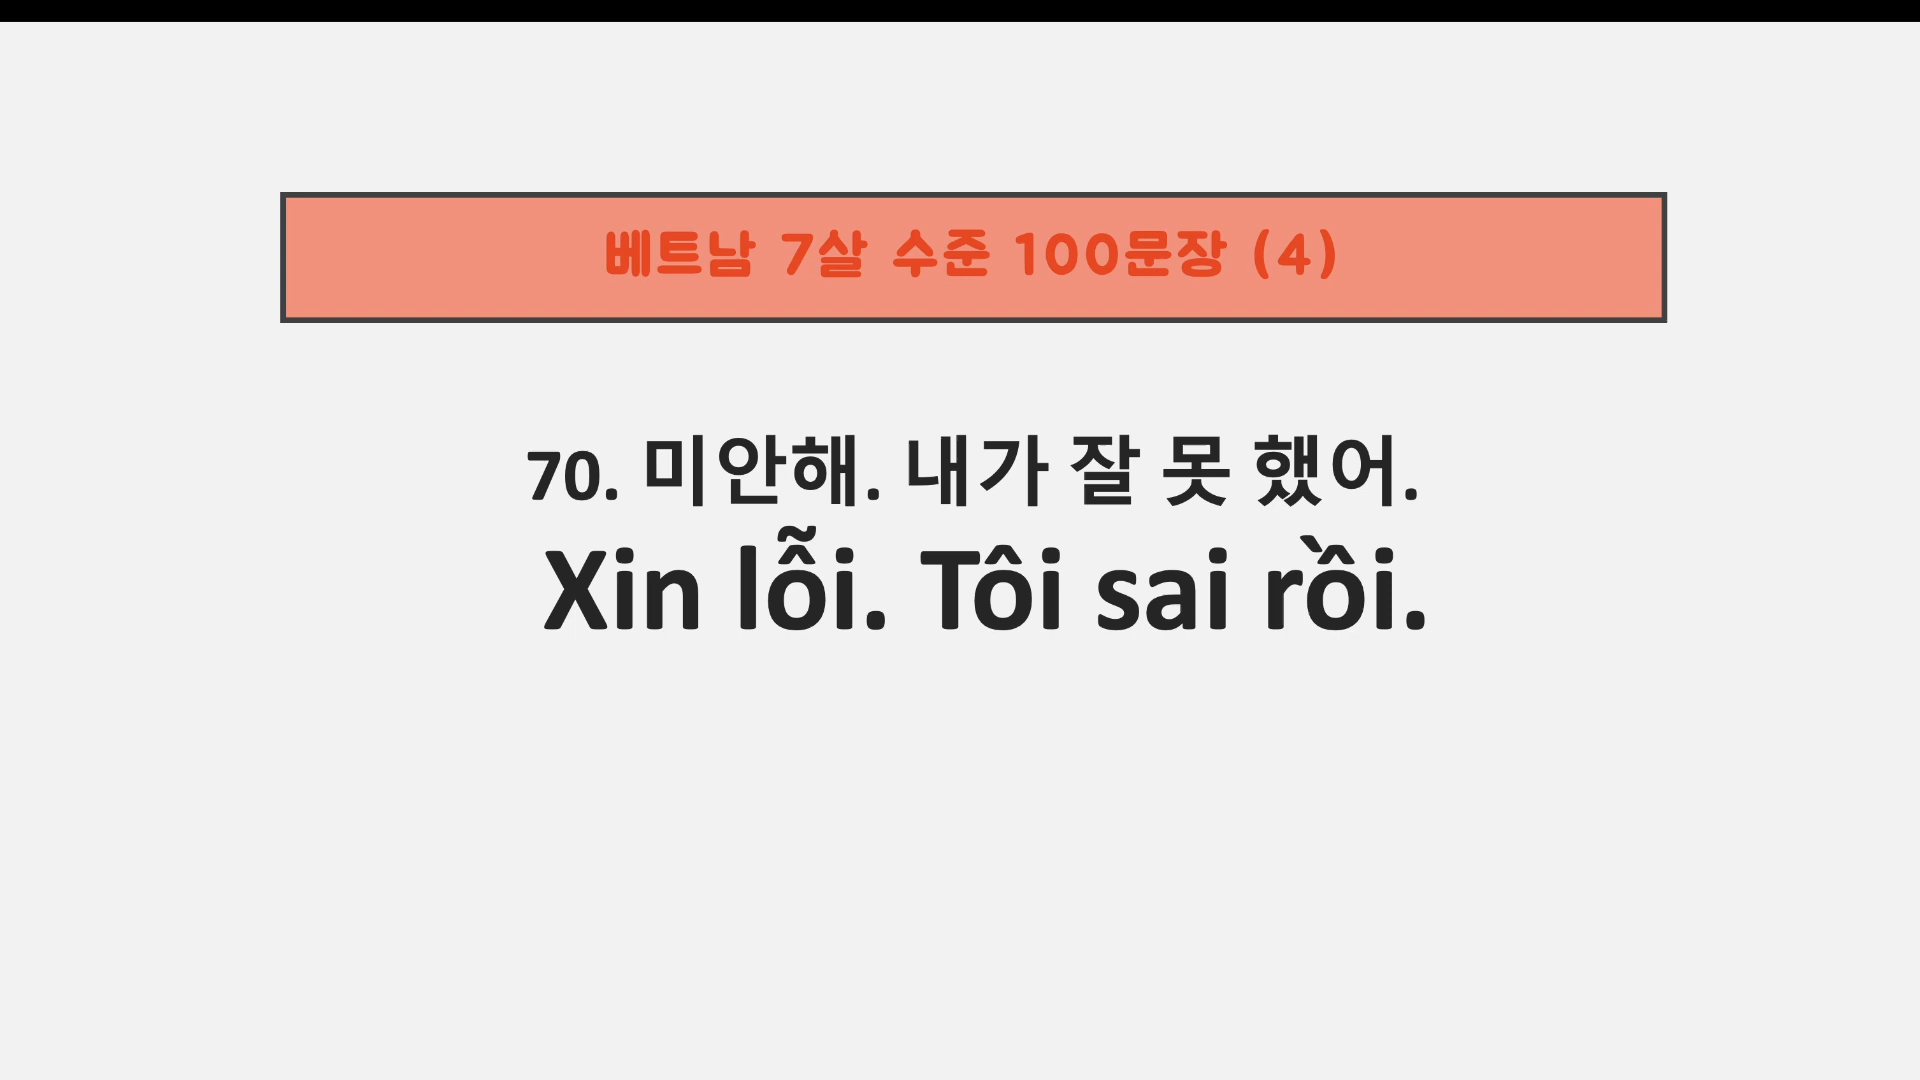 베트남 7살 수준 100문장 (4)
70. 미안해. 내가 잘 못 했어.
Xin lỗi. Tôi sai rồi.